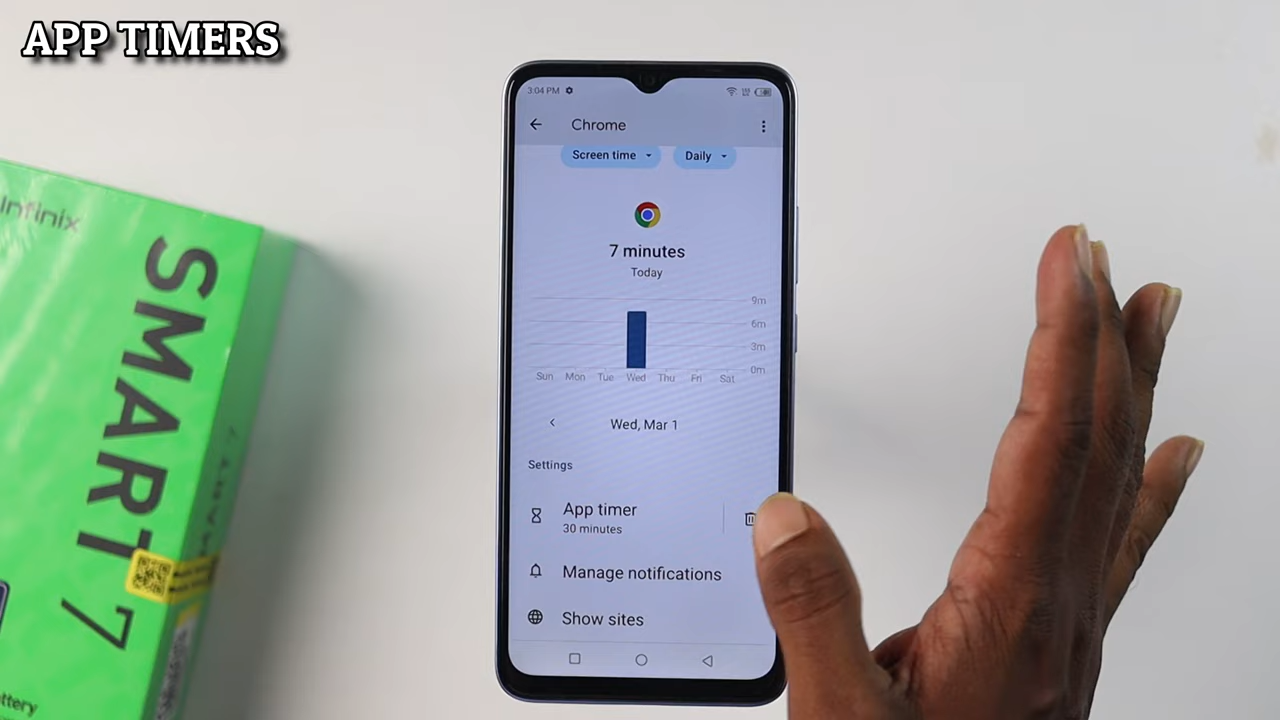 APP TIMERS
3:04 PM
Chrome
Screen time
Daily
7 minutes
Today
9m
6m
3m
0m
Sun Mon Tue Wed Thu Fri Sat
Wed, Mar 1
Settings
App timer
30 minutes
Manage notifications
Show sites
Infinix
SMART 7